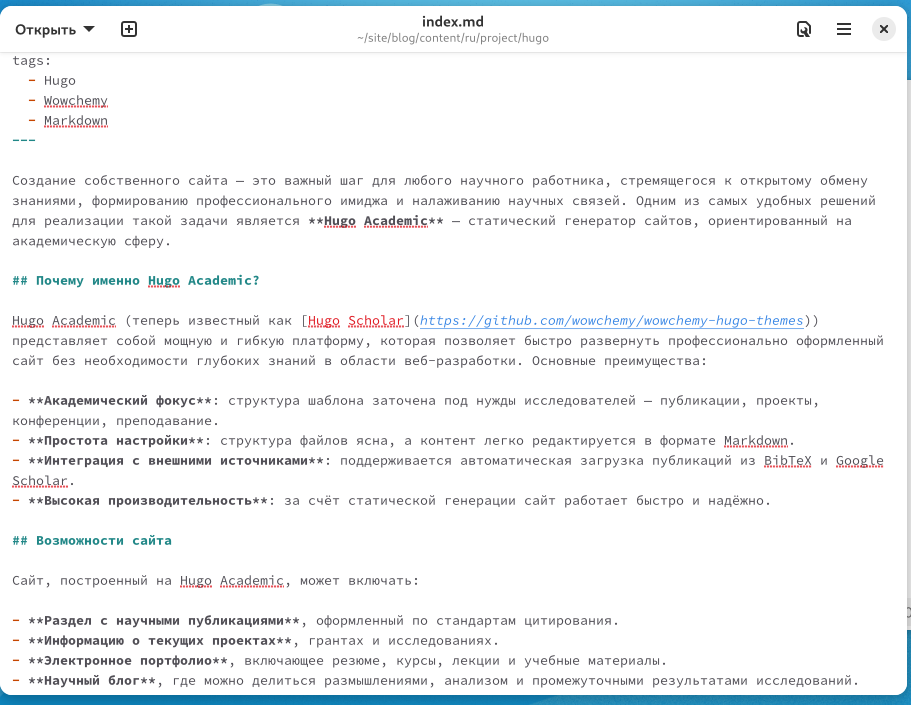 Открыть
index.md
~/site/blog/content/ru/project/hugo
tags:
- Hugo
- Wowchemy
- Markdown
---
Создание собственного сайта — это важный шаг для любого научного работника, стремящегося к открытому обмену
знаниями, формированию профессионального имиджа и налаживанию научных связей. Одним из самых удобных решений
для реализации такой задачи является **Hugo Academic** — статический генератор сайтов, ориентированный на
академическую сферу.
## Почему именно Hugo Academic?
Hugo Academic (теперь известный как [Hugo Scholar](https://github.com/wowchemy/wowchemy-hugo-themes))
представляет собой мощную и гибкую платформу, которая позволяет быстро развернуть профессионально оформленный
сайт без необходимости глубоких знаний в области веб-разработки. Основные преимущества:
- **Академический фокус**: структура шаблона заточена под нужды исследователей — публикации, проекты,
конференции, преподавание.
- **Простота настройки**: структура файлов ясна, а контент легко редактируется в формате Markdown.
- **Интеграция с внешними источниками**: поддерживается автоматическая загрузка публикаций из BibTeX и Google
Scholar.
- **Высокая производительность**: за счёт статической генерации сайт работает быстро и надёжно.
## Возможности сайта
Сайт, построенный на Hugo Academic, может включать:
- **Раздел с научными публикациями**, оформленный по стандартам цитирования.
- **Информацию о текущих проектах**, грантах и исследованиях.
- **Электронное портфолио**, включающее резюме, курсы, лекции и учебные материалы.
- **Научный блог**, где можно делиться размышлениями, анализом и промежуточными результатами исследований.